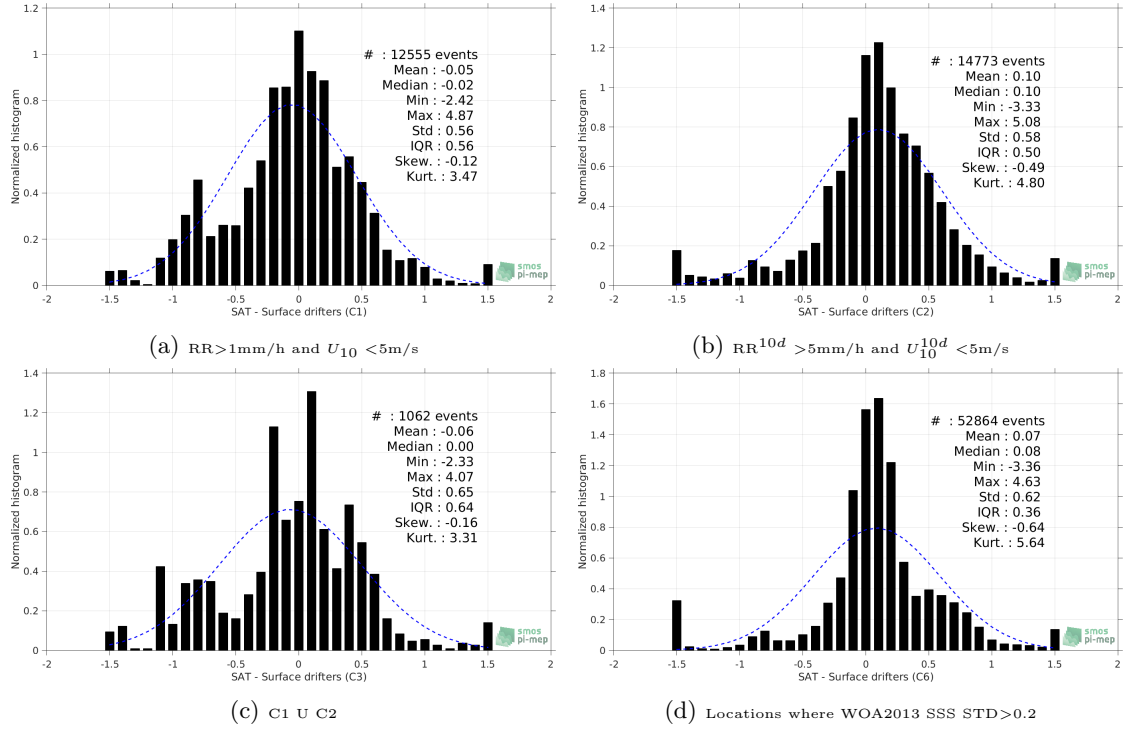 1.2
1
0.8
0.6
0.4
0.2
0
Normalized histogram
# : 12555 events
Mean : -0.05
Median : -0.02
Min : -2.42
Max : 4.87
Std : 0.56
IQR : 0.56
Skew. : -0.12
Kurt. : 3.47
smos
pi-mep
-2 -1.5 -1 -0.5 0 0.5 1 1.5 2
SAT - Surface drifters (C1)
(a) RR>1mm/h and U10 <5m/s
1.4
1.2
1
0.8
0.6
0.4
0.2
0
Normalized histogram
# : 14773 events
Mean : 0.10
Median : 0.10
Min : -3.33
Max : 5.08
Std : 0.58
IQR : 0.50
Skew. : -0.49
Kurt. : 4.80
smos
pi-mep
-2 -1.5 -1 -0.5 0 0.5 1 1.5 2
SAT - Surface drifters (C2)
(b) RR10d >5mm/h and U10 10d <5m/s
1.4
1.2
1
0.8
0.6
0.4
0.2
0
Normalized histogram
# : 1062 events
Mean : -0.06
Median : 0.00
Min : -2.33
Max : 4.07
Std : 0.65
IQR : 0.64
Skew. : -0.16
Kurt. : 3.31
smos
pi-mep
-2 -1.5 -1 -0.5 0 0.5 1 1.5 2
SAT - Surface drifters (C3)
(c) C1 U C2
1.8
1.6
1.4
1.2
1
0.8
0.6
0.4
0.2
0
Normalized histogram
# : 52864 events
Mean : 0.07
Median : 0.08
Min : -3.36
Max : 4.63
Std : 0.62
IQR : 0.36
Skew. : -0.64
Kurt. : 5.64
smos
pi-mep
-2 -1.5 -1 -0.5 0 0.5 1 1.5 2
SAT - Surface drifters (C6)
(d) Locations where WOA2013 SSS STD>0.2